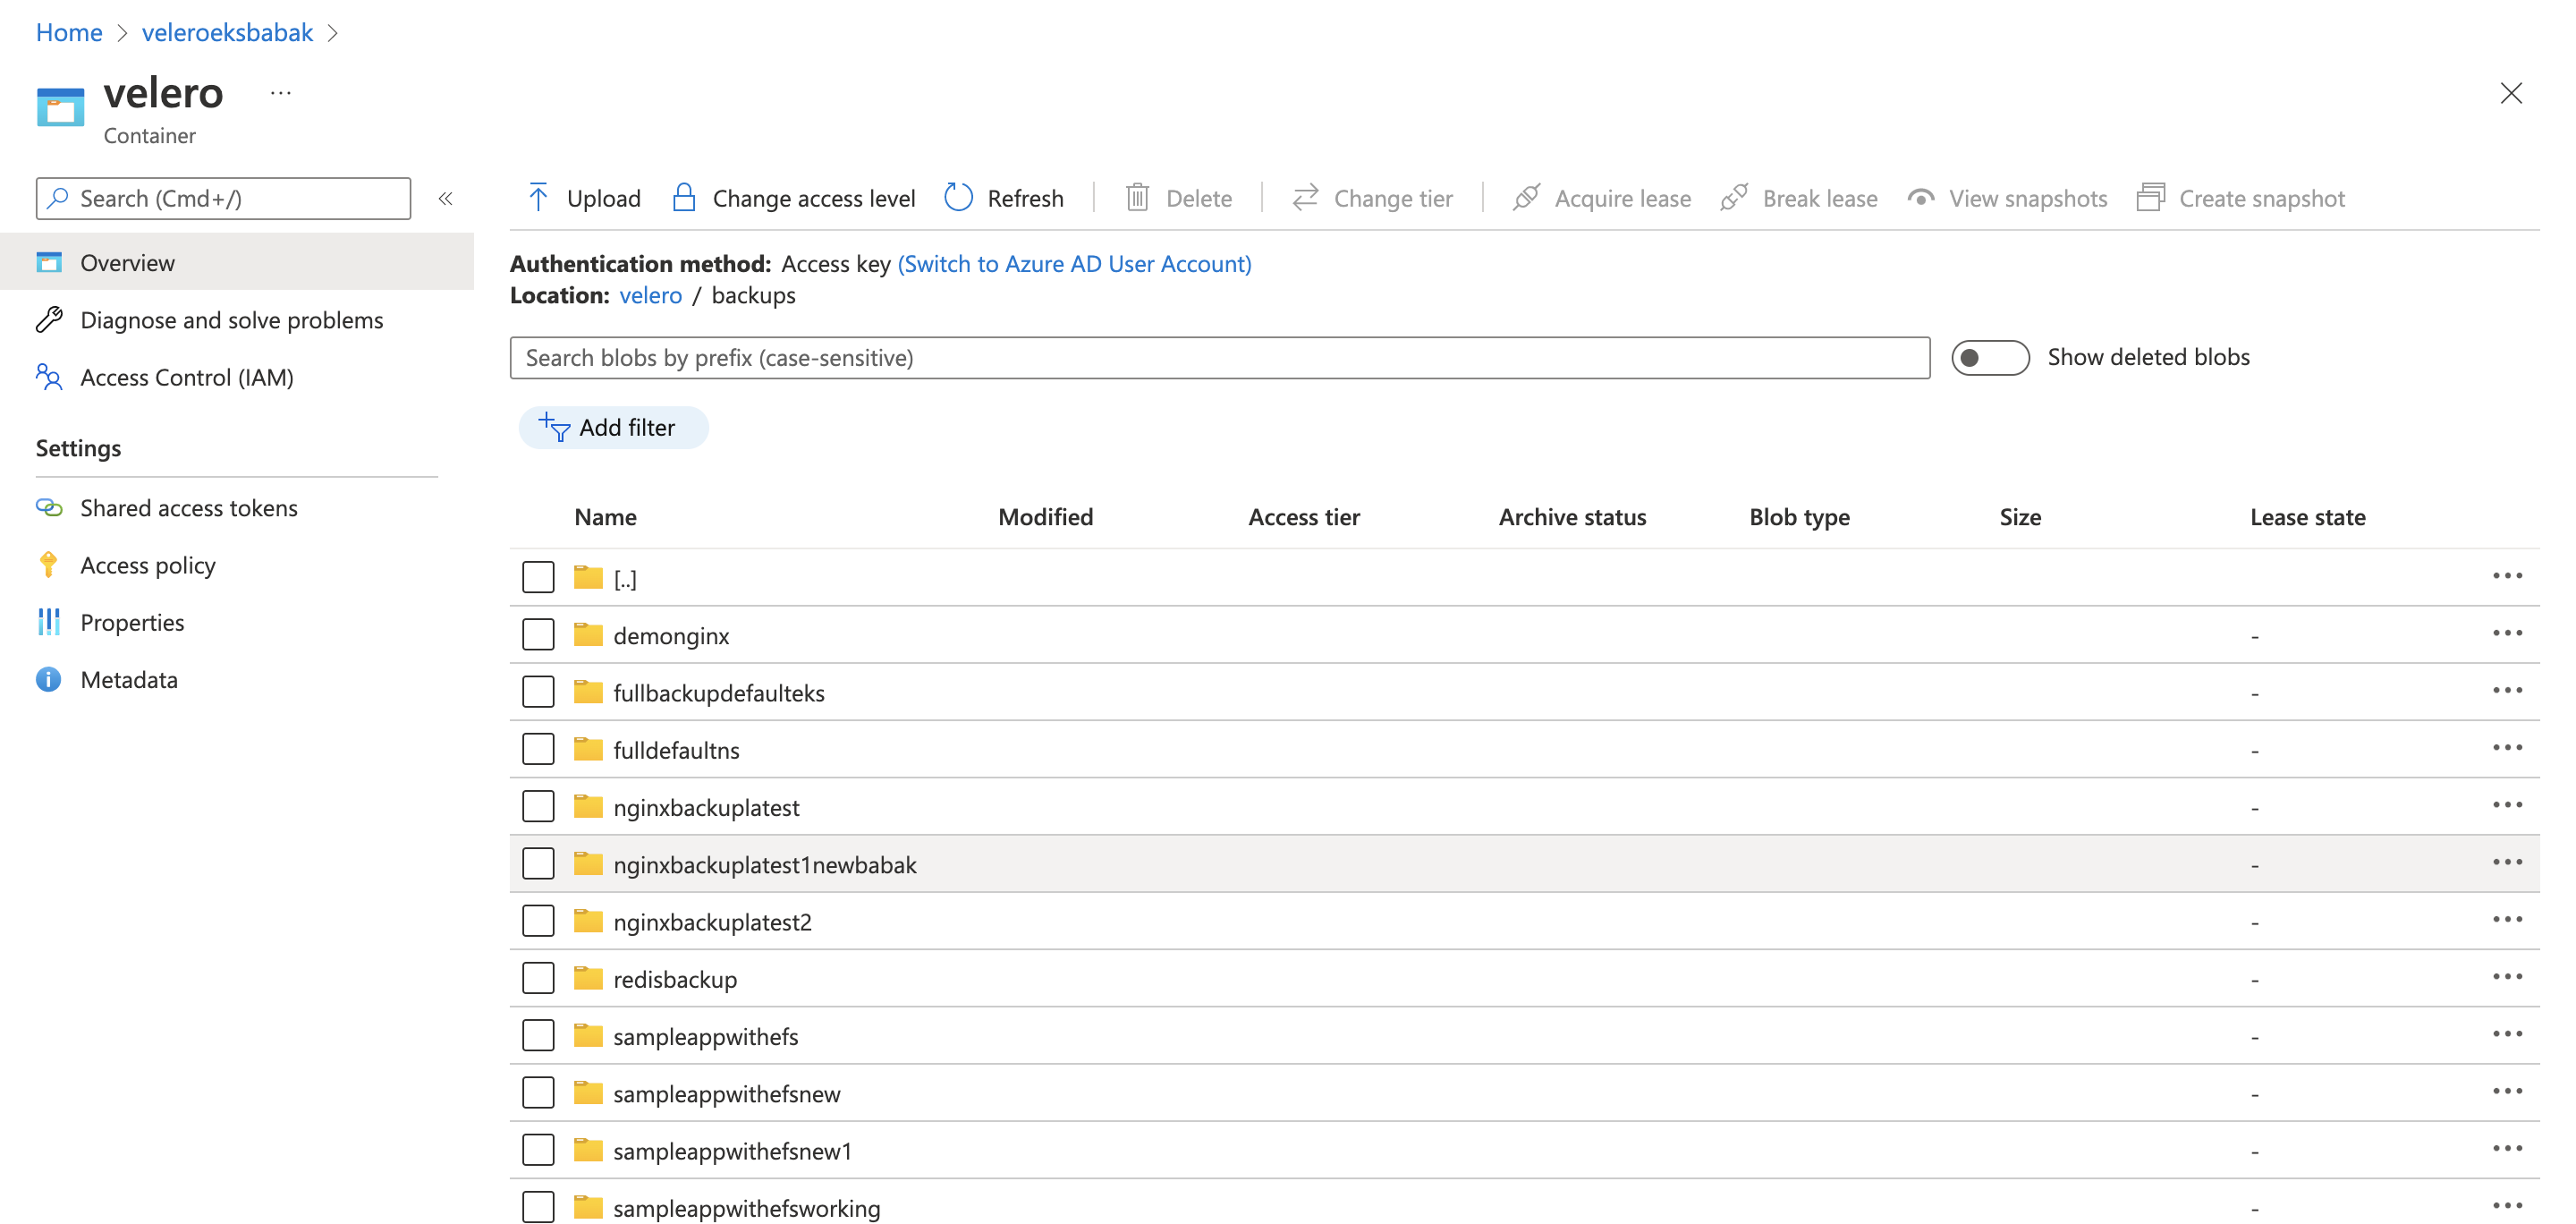 Home > veleroeksbabak >
velero ...
Container
Search (Cmd+/) «
Overview
Diagnose and solve problems
Access Control (IAM)
Settings
Shared access tokens
Access policy
Properties
Metadata
Upload Change access level Refresh Delete Change tier Acquire lease Break lease View snapshots Create snapshot
Authentication method: Access key (Switch to Azure AD User Account)
Location: velero / backups
Search blobs by prefix (case-sensitive) Show deleted blobs
Add filter
Name Modified Access tier Archive status Blob type Size Lease state
[..] ...
demonginx - ...
fullbackupdefaulteks - ...
fulldefaultns - ...
nginxbackuplatest - ...
nginxbackuplatest1newbabak - ...
nginxbackuplatest2 - ...
redisbackup - ...
sampleappwithefs - ...
sampleappwithefsnew - ...
sampleappwithefsnew1 - ...
sampleappwithefsworking - ...